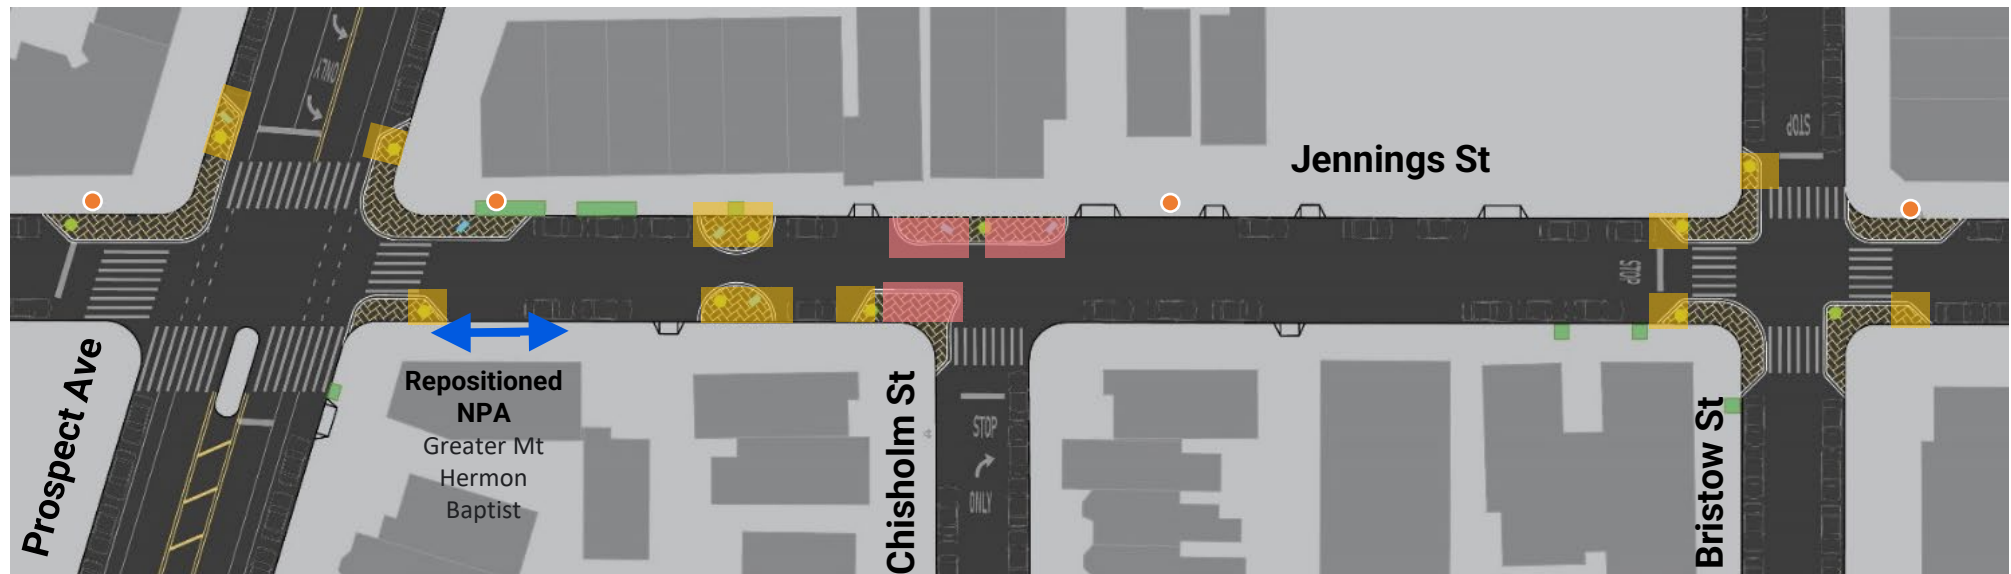 ONLY
STOP
Jennings St
STOP
Prospect Ave
Repositioned
NPA
Greater Mt
Hermon
Baptist
Chisholm St
STOP
ONLY
Bristow St